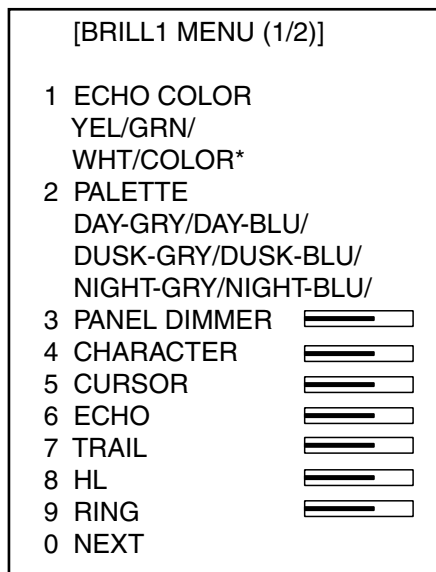 [BRILL1 MENU (1/2)]
1 ECHO COLOR
YEL/GRN/
WHT/COLOR*
2 PALETTE
DAY-GRY/DAY-BLU/
DUSK-GRY/DUSK-BLU/
NIGHT-GRY/NIGHT-BLU/
3 PANEL DIMMER
4 CHARACTER
5 CURSOR
6 ECHO
7 TRAIL
8 HL
9 RING
0 NEXT